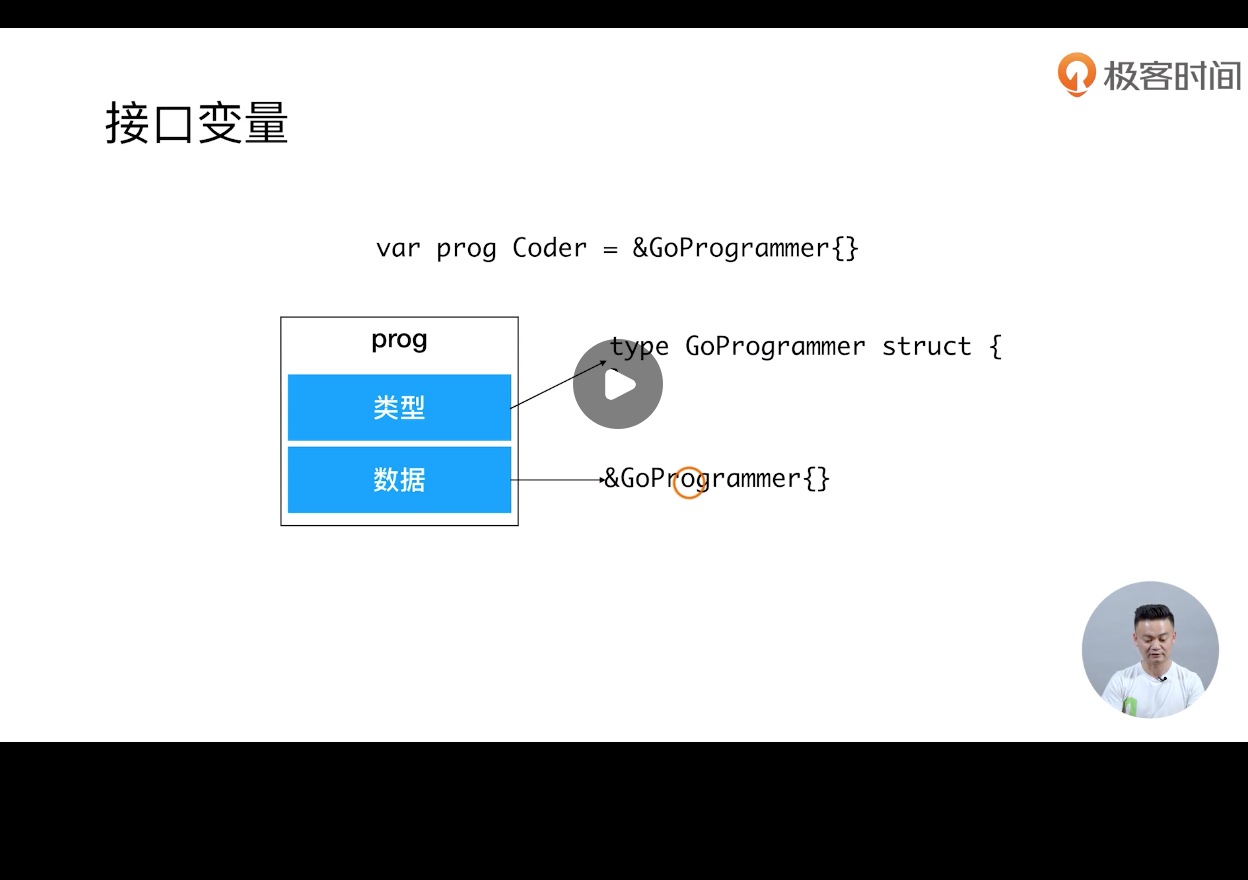 极客时间
接口变量
var prog Coder = &GoProgrammer{}
prog
type GoProgrammer struct {
类型
数据
&GoProgrammer{}